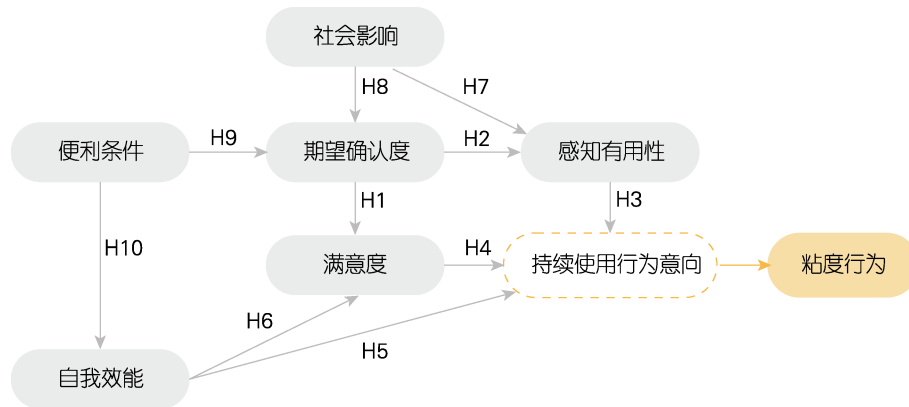 社会影响
H8
H7
便利条件
H9
期望确认度
H2
感知有用性
H1
H3
H10
满意度
H4
持续使用行为意向
粘度行为
H6
H5
自我效能